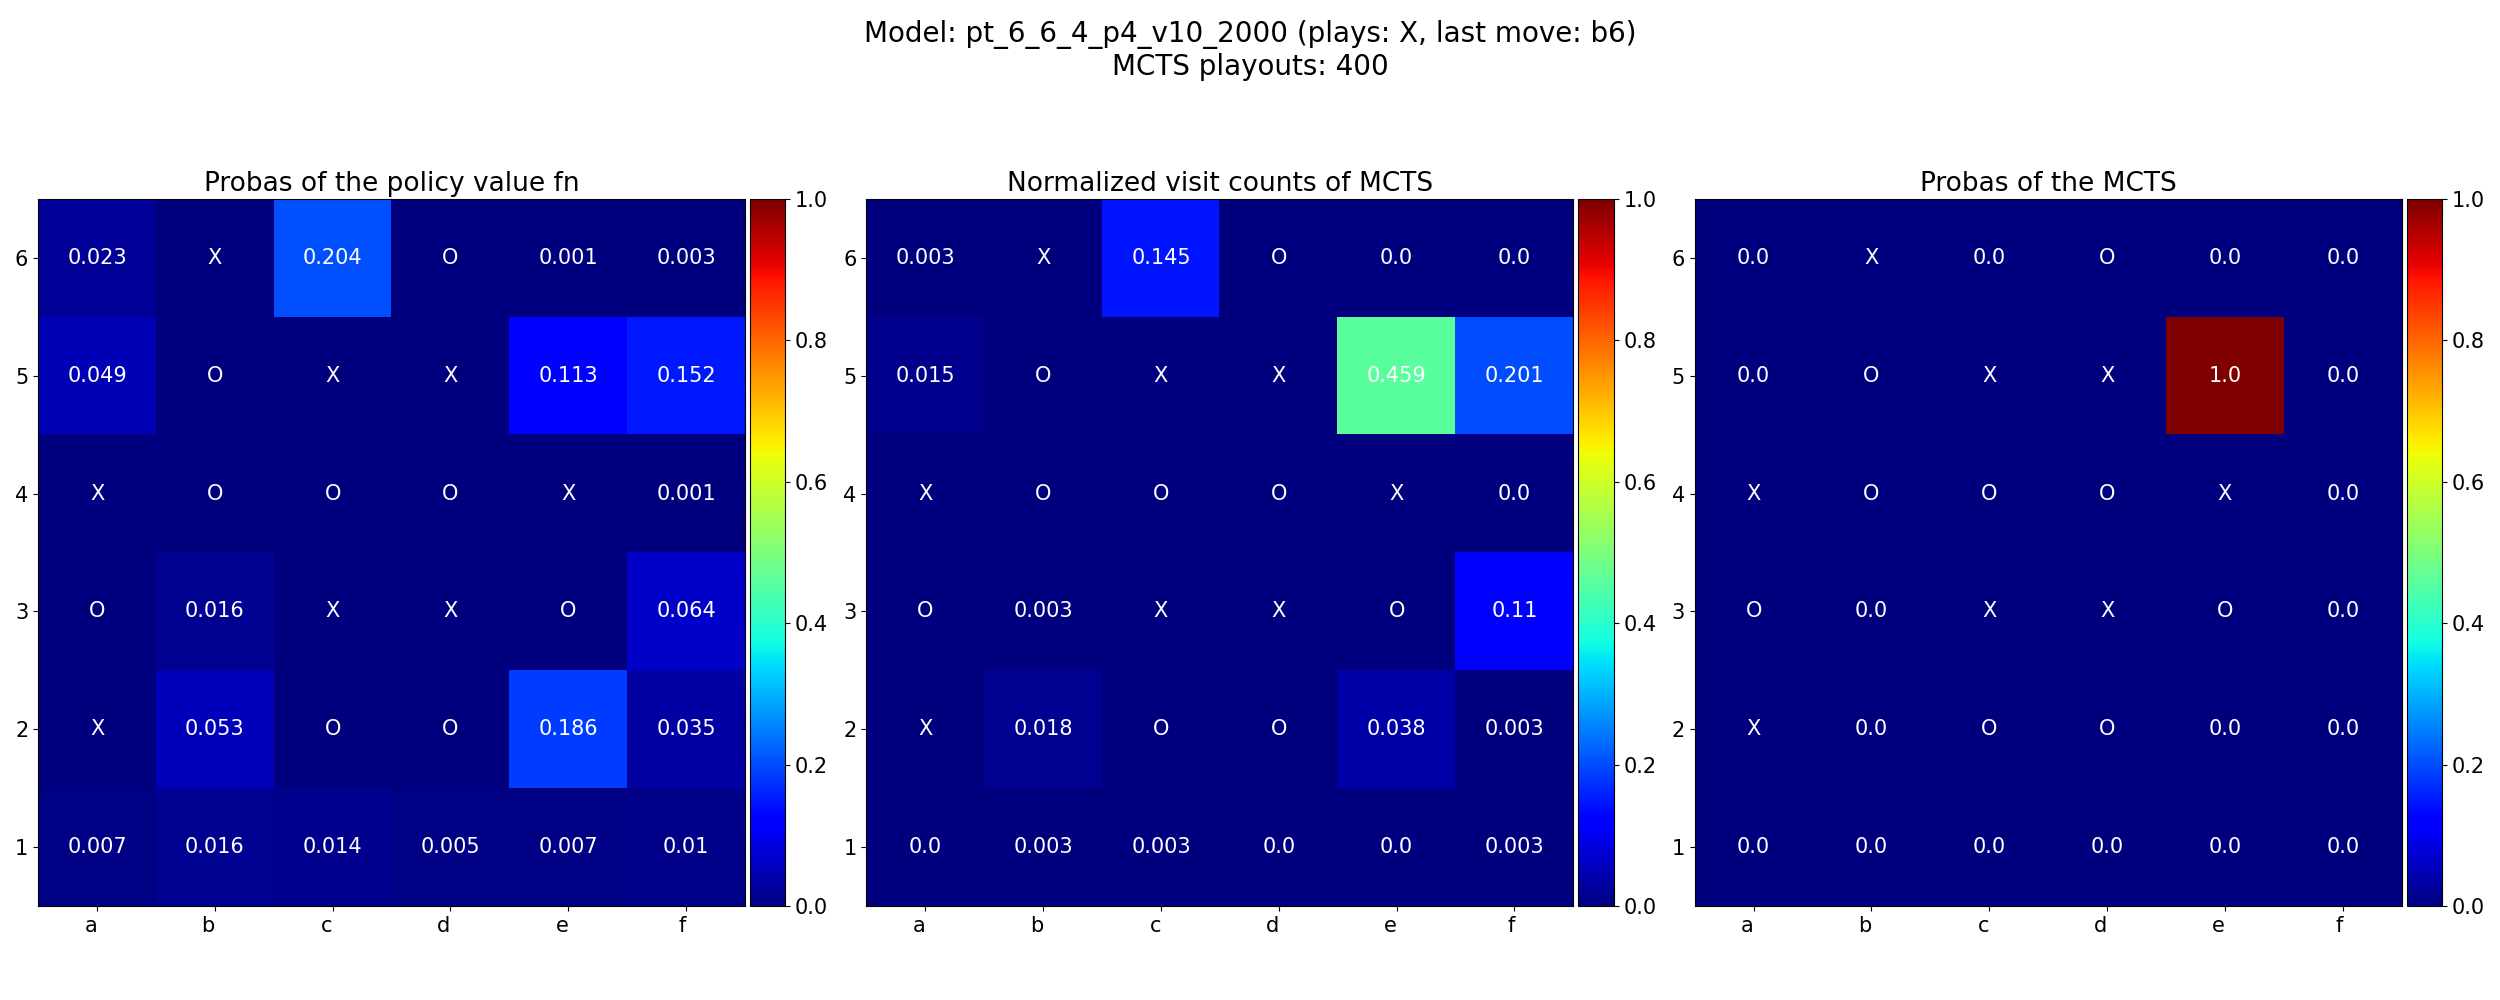 Model: pt_6_6_4_p4_v10_2000 (plays: X, last move: b6)
MCTS playouts: 400
Probas of the policy value fn
6 0.023 X 0.204 O 0.001 0.003
5 0.049 O X X 0.113 0.152
4 X O O O X 0.001
3 O 0.016 X X O 0.064
2 X 0.053 O O 0.186 0.035
1 0.007 0.016 0.014 0.005 0.007 0.01
a b c d e f
1.0
0.8
0.6
0.4
0.2
0.0
Normalized visit counts of MCTS
6 0.003 X 0.145 O 0.0 0.0
5 0.015 O X X 0.459 0.201
4 X O O O X 0.0
3 O 0.003 X X O 0.11
2 X 0.018 O O 0.038 0.003
1 0.0 0.003 0.003 0.0 0.0 0.003
a b c d e f
1.0
0.8
0.6
0.4
0.2
0.0
Probas of the MCTS
6 0.0 X 0.0 O 0.0 0.0
5 0.0 O X X 1.0 0.0
4 X O O O X 0.0
3 O 0.0 X X O 0.0
2 X 0.0 O O 0.0 0.0
1 0.0 0.0 0.0 0.0 0.0 0.0
a b c d e f
1.0
0.8
0.6
0.4
0.2
0.0